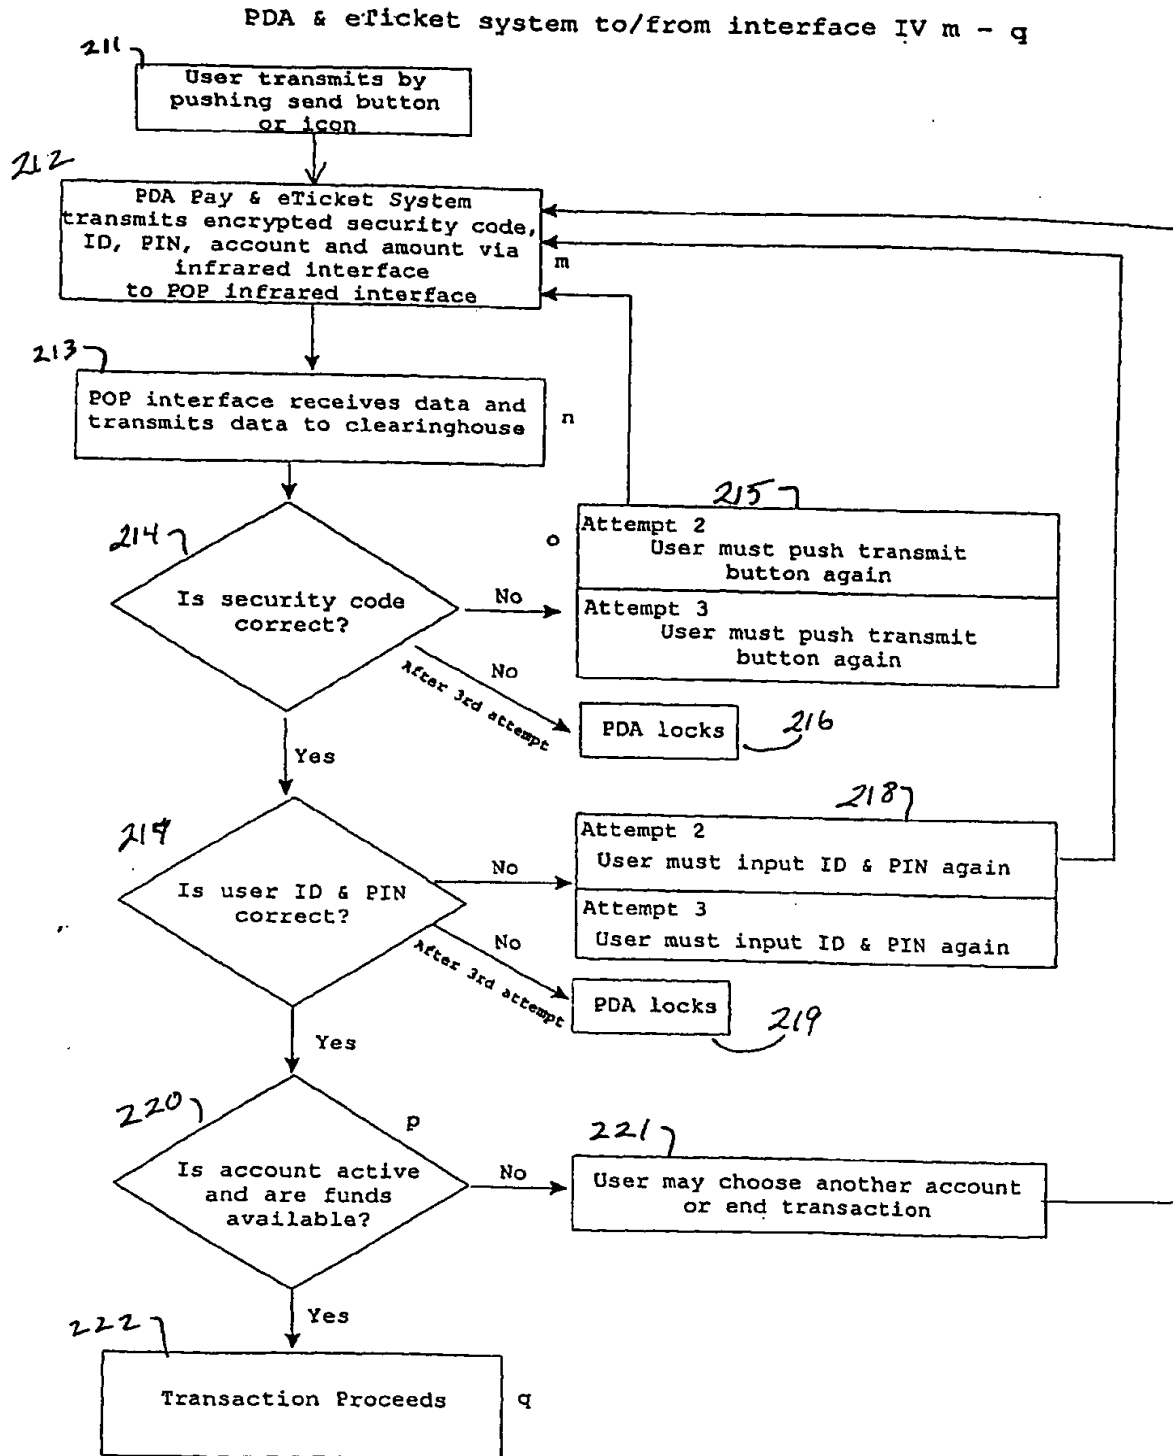 PDA & eTicket system to/from interface IV m - q
211
User transmits by
pushing send button
or icon
212
PDA Pay & eTicket System
transmits encrypted security code,
ID, PIN, account and amount via
infrared interface
to POP infrared interface
m
213
POP interface receives data and
transmits data to clearinghouse
n
214
Is security code
correct?
No
o
215
Attempt 2
User must push transmit
button again
Attempt 3
User must push transmit
button again
No
After 3rd attempt
PDA locks
216
Yes
Is user ID & PIN
correct?
No
218
Attempt 2
User must input ID & PIN again
Attempt 3
User must input ID & PIN again
No
After 3rd attempt
PDA locks
219
Yes
220
p
Is account active
and are funds
available?
No
221
User may choose another account
or end transaction
Yes
222
Transaction Proceeds
q